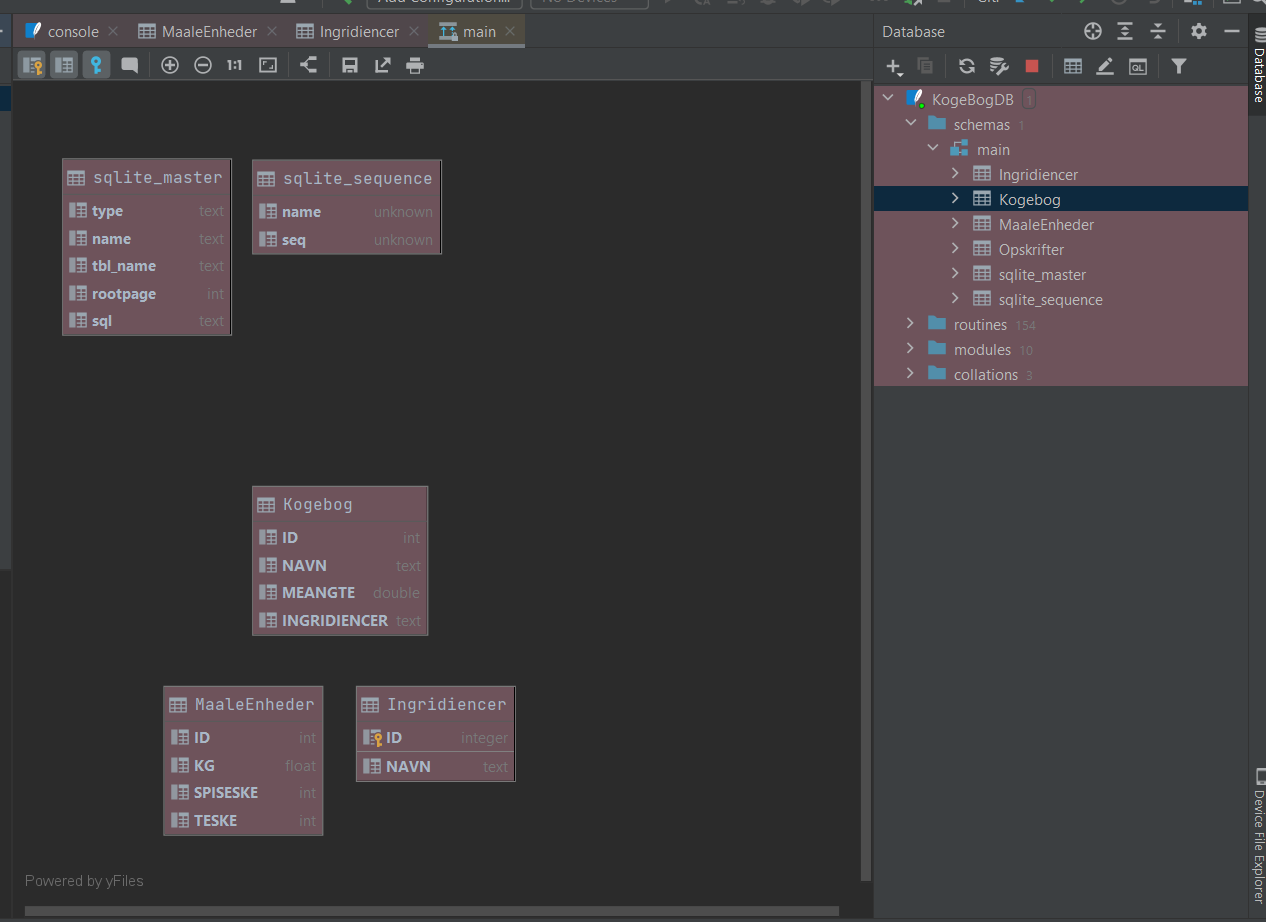 console MaaleEnheder Ingridiencer main
Database
1:1
QL
sqlite_master
type text
name text
tbl_name text
rootpage int
sql text
sqlite_sequence
name unknown
seq unknown
Kogebog
ID int
NAVN text
MEANGTE double
INGRIDIENCER text
MaaleEnheder
ID int
KG float
SPISESKE int
TESKE int
Ingridiencer
ID integer
NAVN text
Powered by yFiles
KogeBogDB 1
schemas 1
main
Ingridiencer
Kogebog
MaaleEnheder
Opskrifter
sqlite_master
sqlite_sequence
routines 154
modules 10
collations 3
Database
Device File Explorer